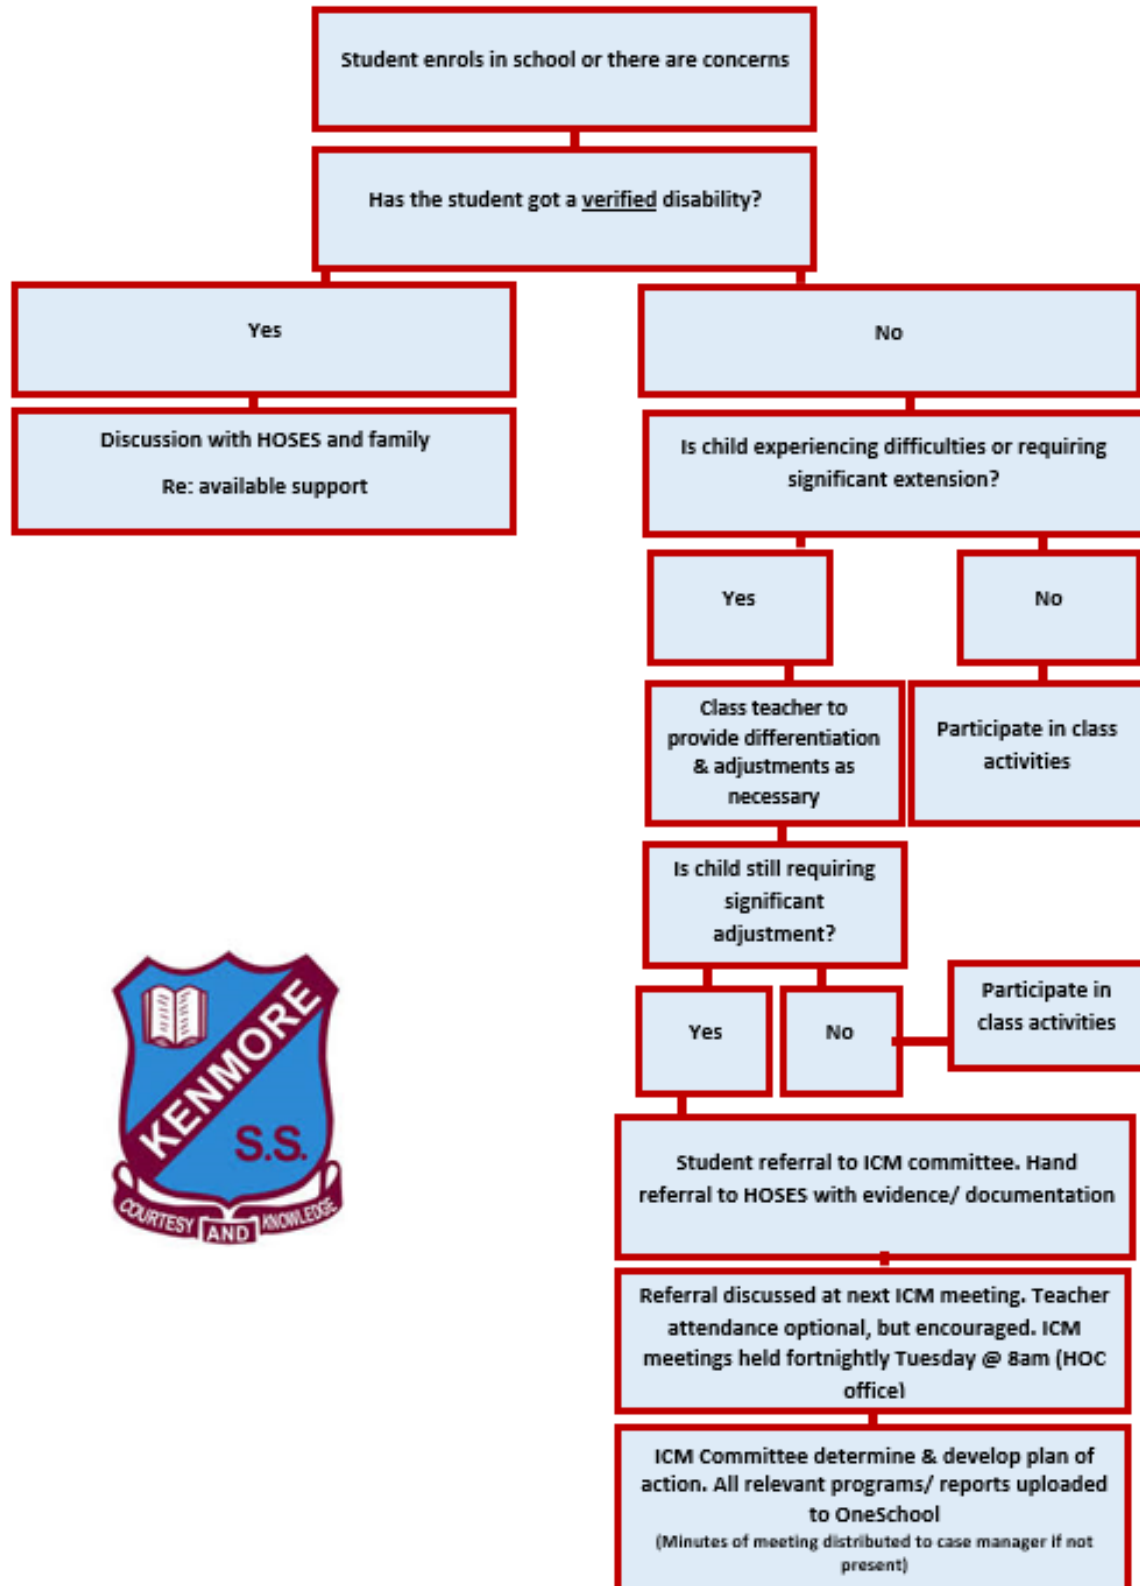 Student enrols in school or there are concerns
Has the student got a verified disability?
Yes
No
Discussion with HOSES and family
Re: available support
Is child experiencing difficulties or requiring
significant extension?
Yes
No
Class teacher to
provide differentiation
& adjustments as
necessary
Participate in class
activities
Is child still requiring
significant
adjustment?
Yes
No
Participate in
class activities
KENMORE
S.S.
COURTESY AND KNOWLEDGE
Student referral to ICM committee. Hand
referral to HOSES with evidence/ documentation
Referral discussed at next ICM meeting. Teacher
attendance optional, but encouraged. ICM
meetings held fortnightly Tuesday @ 8am (HOC
office)
ICM Committee determine & develop plan of
action. All relevant programs/ reports uploaded
to OneSchool
(Minutes of meeting distributed to case manager if not
present)